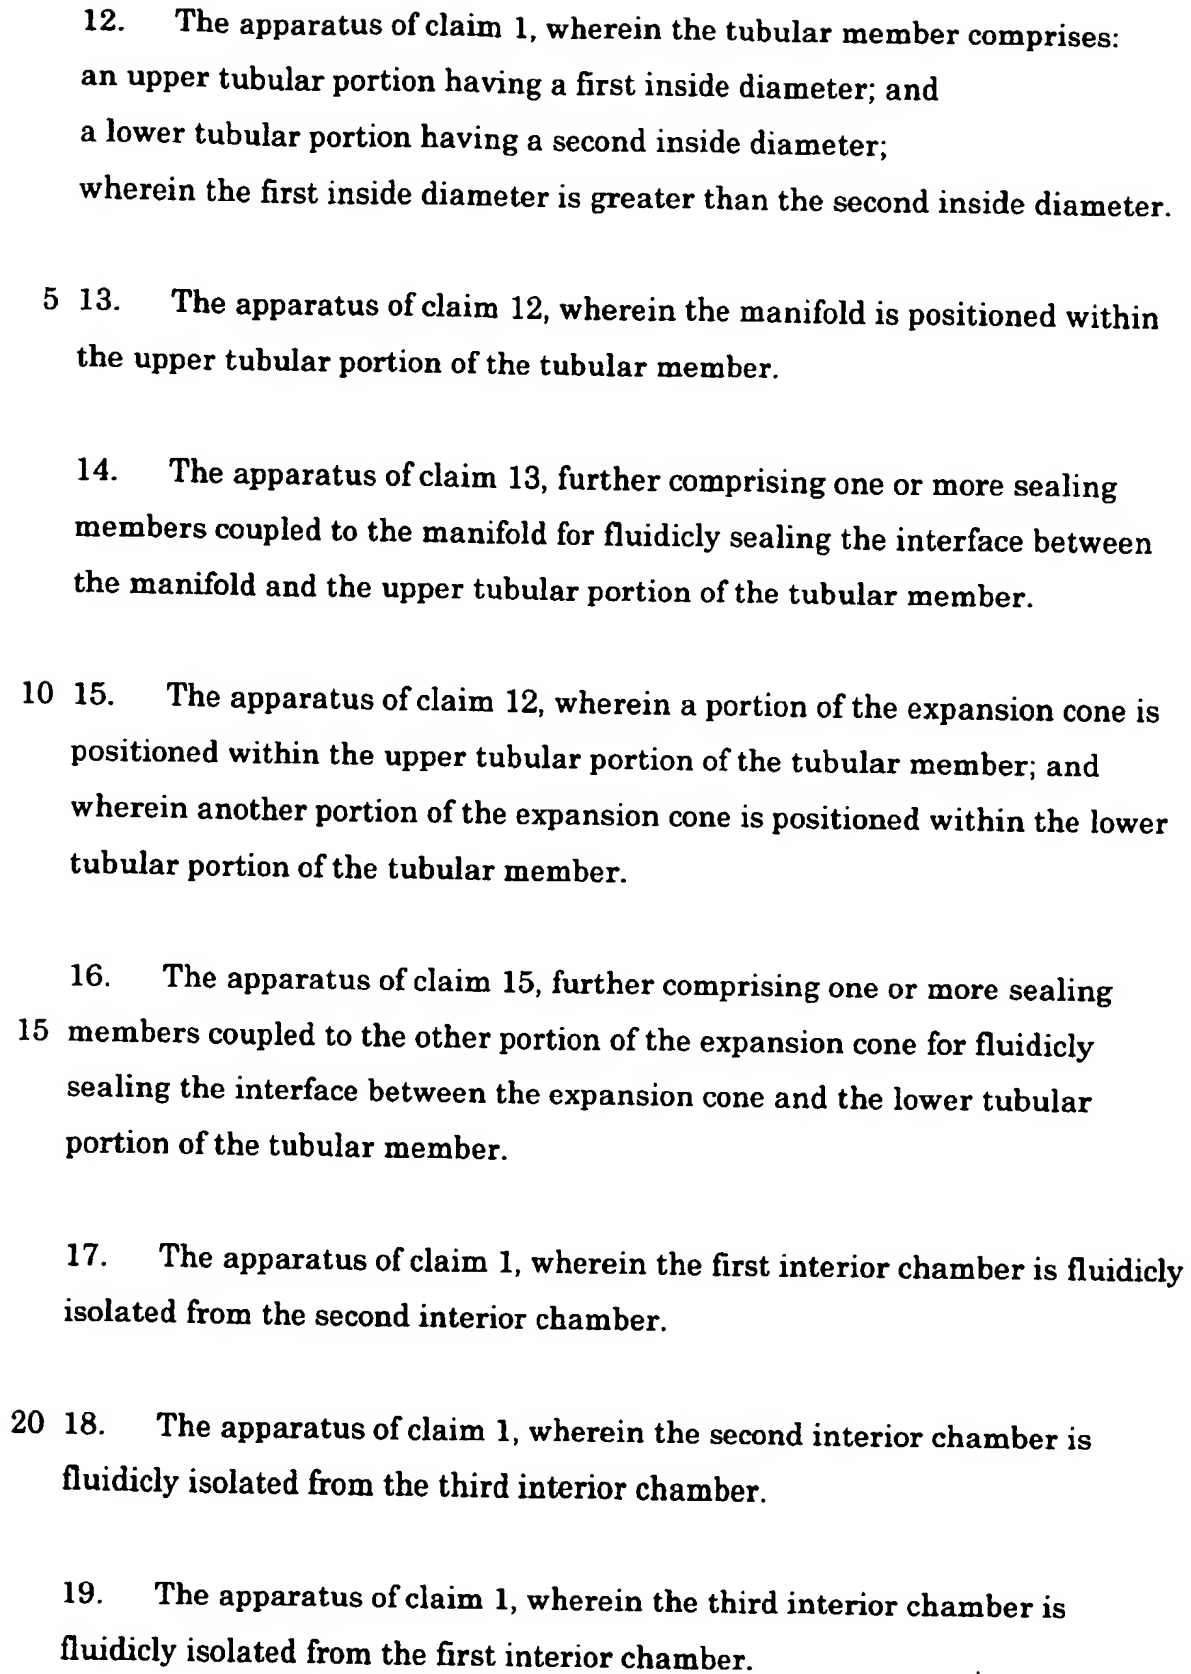 12. The apparatus of claim 1, wherein the tubular member comprises:
an upper tubular portion having a first inside diameter; and
a lower tubular portion having a second inside diameter;
wherein the first inside diameter is greater than the second inside diameter.
5 13. The apparatus of claim 12, wherein the manifold is positioned within
the upper tubular portion of the tubular member.
14. The apparatus of claim 13, further comprising one or more sealing
members coupled to the manifold for fluidicly sealing the interface between
the manifold and the upper tubular portion of the tubular member.
10 15. The apparatus of claim 12, wherein a portion of the expansion cone is
positioned within the upper tubular portion of the tubular member; and
wherein another portion of the expansion cone is positioned within the lower
tubular portion of the tubular member.
16. The apparatus of claim 15, further comprising one or more sealing
15 members coupled to the other portion of the expansion cone for fluidicly
sealing the interface between the expansion cone and the lower tubular
portion of the tubular member.
17. The apparatus of claim 1, wherein the first interior chamber is fluidicly
isolated from the second interior chamber.
20 18. The apparatus of claim 1, wherein the second interior chamber is
fluidicly isolated from the third interior chamber.
19. The apparatus of claim 1, wherein the third interior chamber is
fluidicly isolated from the first interior chamber.